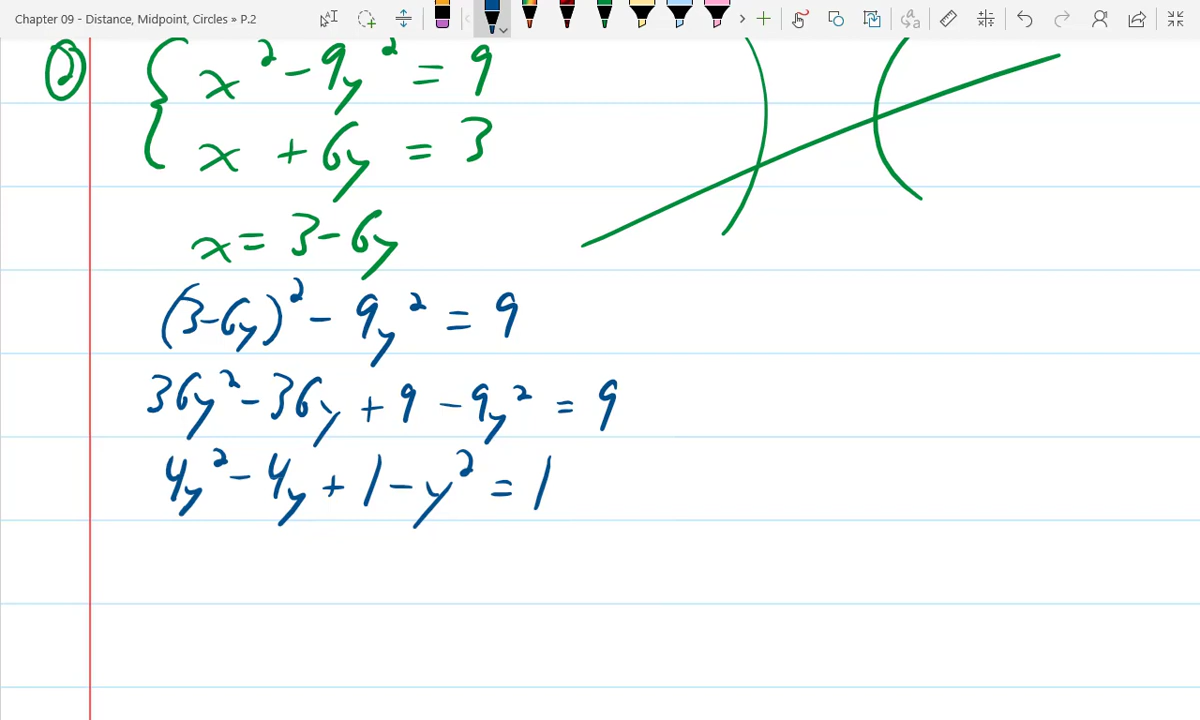 Chapter 09 - Distance, Midpoint, Circles » P.2
② { x² - 9y² = 9
x + 6y = 3
x = 3 - 6y
(3-6y)² - 9y² = 9
36y² - 36y + 9 - 9y² = 9
4y² - 4y + 1 - y² = 1